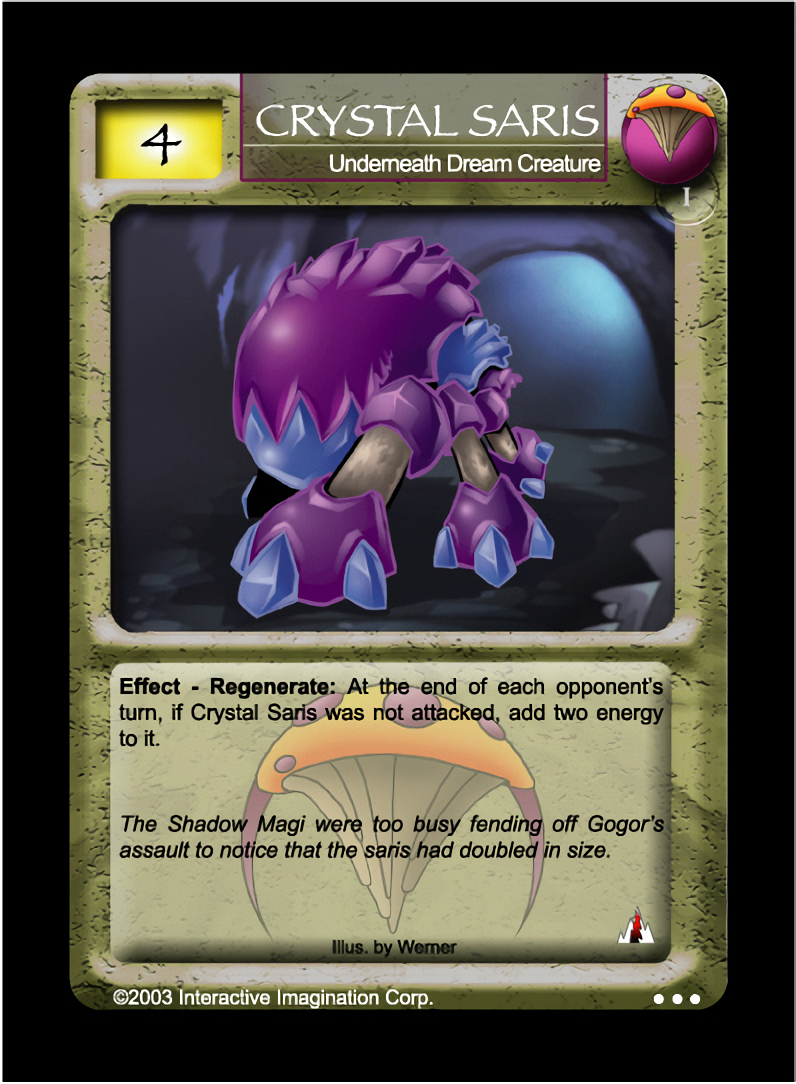 4
CRYSTAL SARIS
Underneath Dream Creature
I
Effect - Regenerate: At the end of each opponent's
turn, if Crystal Saris was not attacked, add two energy
to it.
The Shadow Magi were too busy fending off Gogor's
assault to notice that the saris had doubled in size.
Illus. by Werner
©2003 Interactive Imagination Corp.